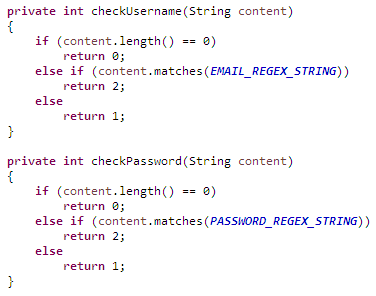 private int checkUsername(String content)
{
    if (content.length() == 0)
        return 0;
    else if (content.matches(EMAIL_REGEX_STRING))
        return 2;
    else
        return 1;
}

private int checkPassword(String content)
{
    if (content.length() == 0)
        return 0;
    else if (content.matches(PASSWORD_REGEX_STRING))
        return 2;
    else
        return 1;
}